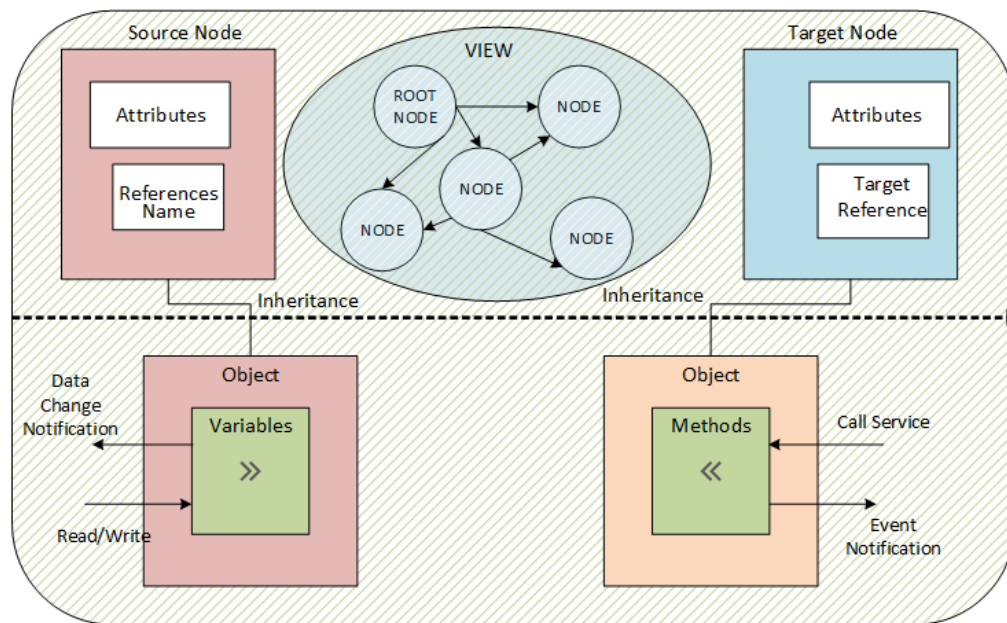 Source Node
Attributes
References
Name
VIEW
ROOT
NODE
NODE
NODE
NODE
NODE
Target Node
Attributes
Target
Reference
Inheritance
Inheritance
Object
Variables
Data
Change
Notification
Read/Write
Object
Methods
Call Service
Event
Notification